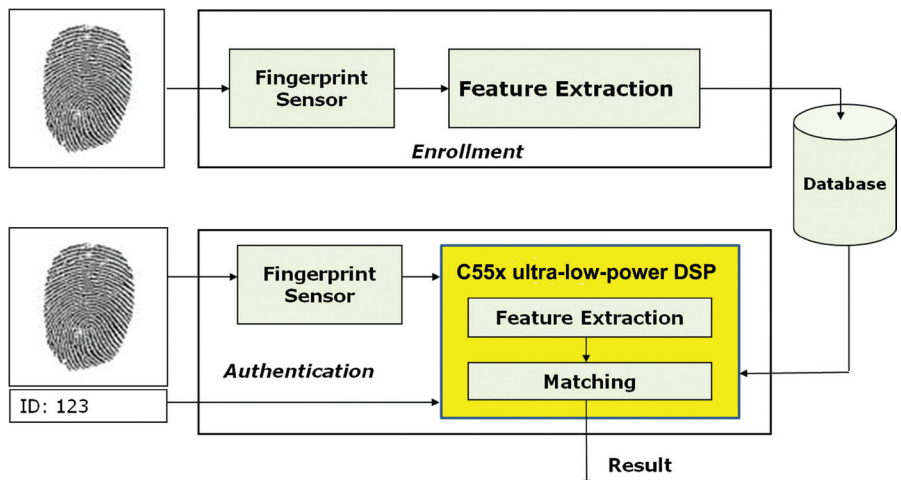 Fingerprint
Sensor
Feature Extraction
Enrollment
Database
Fingerprint
Sensor
C55x ultra-low-power DSP
Feature Extraction
Matching
Authentication
ID: 123
Result